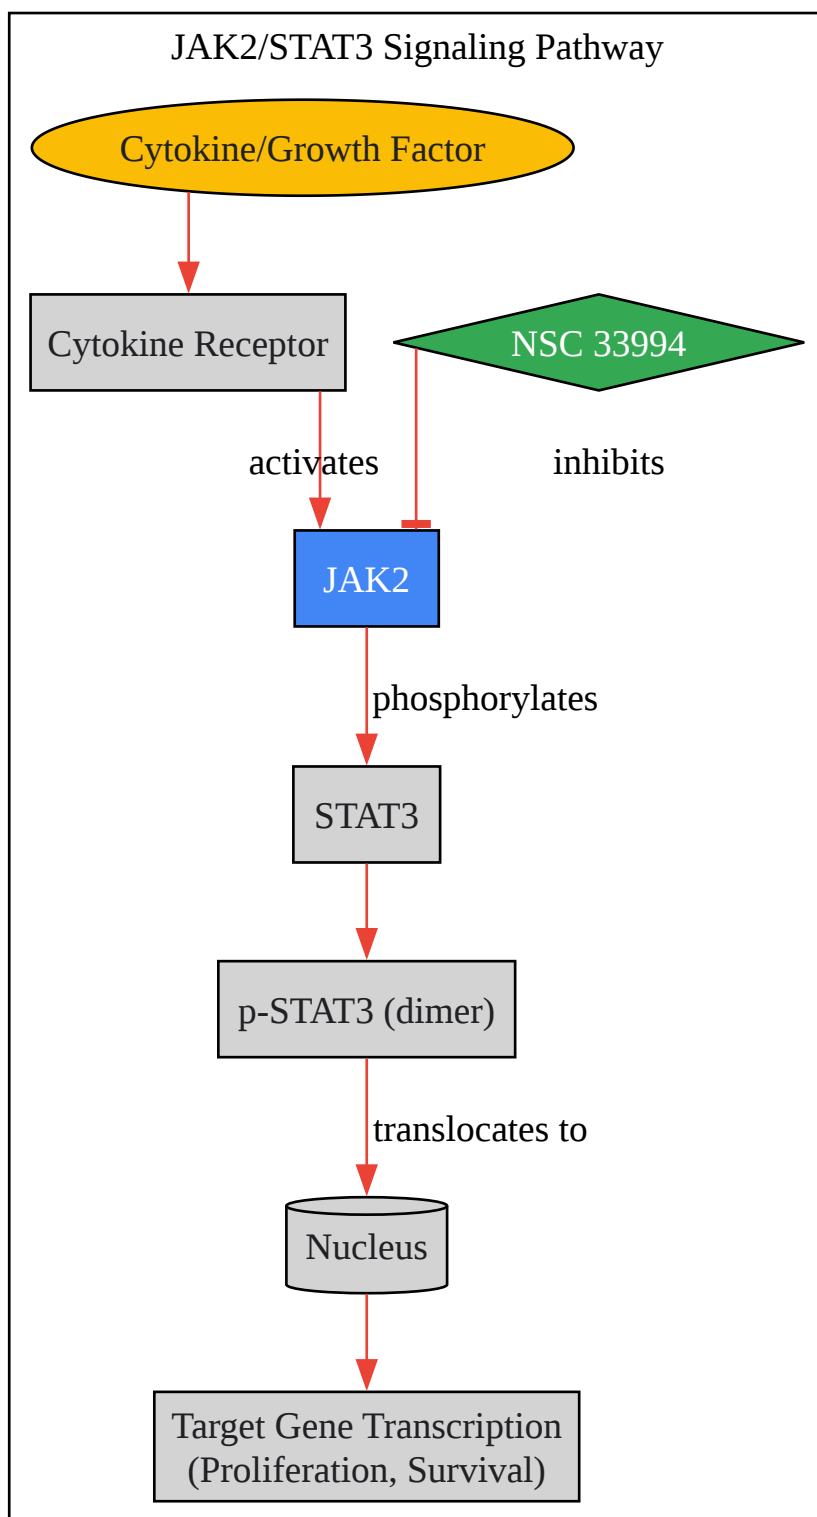 JAK2/STAT3 Signaling Pathway
Cytokine/Growth Factor
Cytokine Receptor
NSC 33994
activates
inhibits
JAK2
phosphorylates
STAT3
p-STAT3 (dimer)
translocates to
Nucleus
Target Gene Transcription
(Proliferation, Survival)